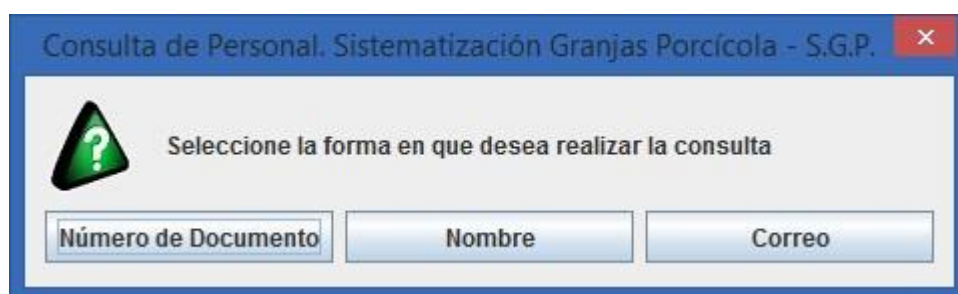 Consulta de Personal. Sistematización Granjas Porcícola - S.G.P.
Seleccione la forma en que desea realizar la consulta
Número de Documento Nombre Correo